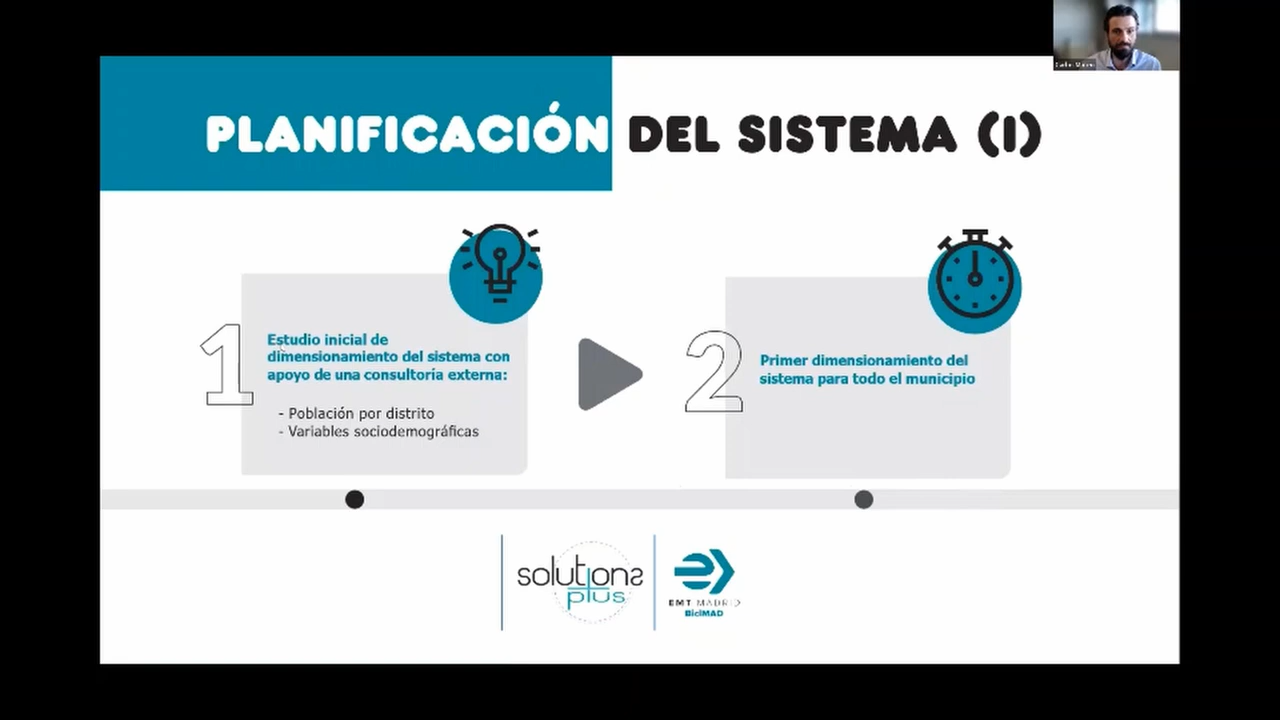 PLANIFICACIÓN DEL SISTEMA (I)
1
Estudio inicial de
dimensionamiento del sistema con
apoyo de una consultoría externa:
- Población por distrito
- Variables sociodemográficas
2
Primer dimensionamiento del
sistema para todo el municipio
solutions
plus
EMT MADRID
BiciMAD